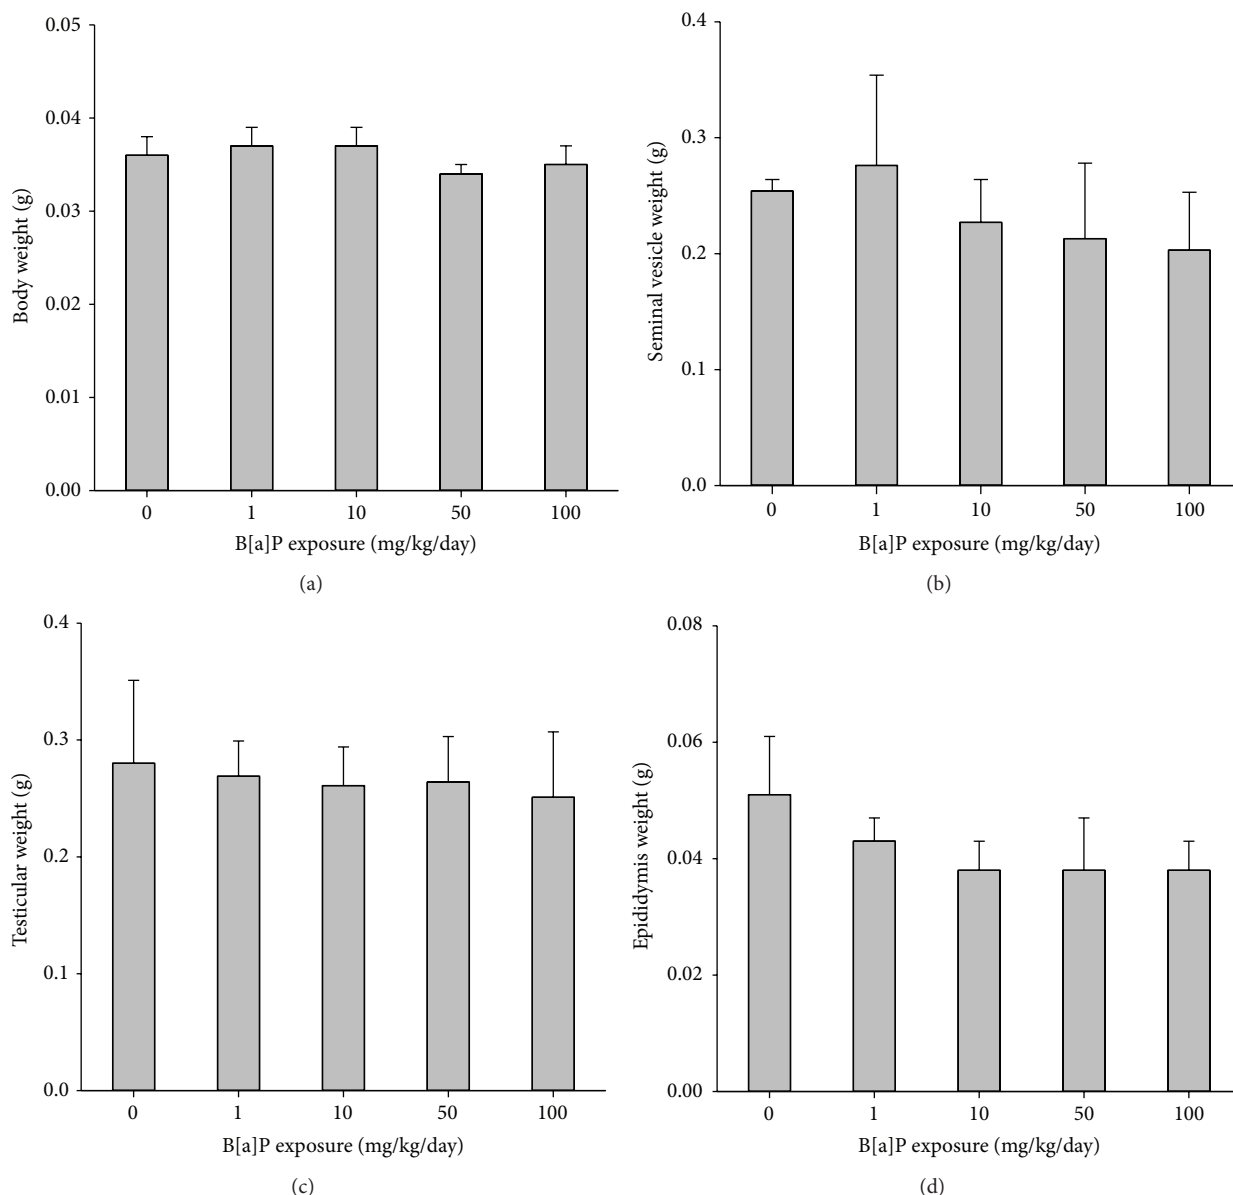 0.05
0.04
0.03
0.02
0.01
0.00
Body weight (g)
0 1 10 50 100
B[a]P exposure (mg/kg/day)
(a)
0.4
0.3
0.2
0.1
0.0
Seminal vesicle weight (g)
0 1 10 50 100
B[a]P exposure (mg/kg/day)
(b)
0.4
0.3
0.2
0.1
0.0
Testicular weight (g)
0 1 10 50 100
B[a]P exposure (mg/kg/day)
(c)
0.08
0.06
0.04
0.02
0.00
Epididymis weight (g)
0 1 10 50 100
B[a]P exposure (mg/kg/day)
(d)